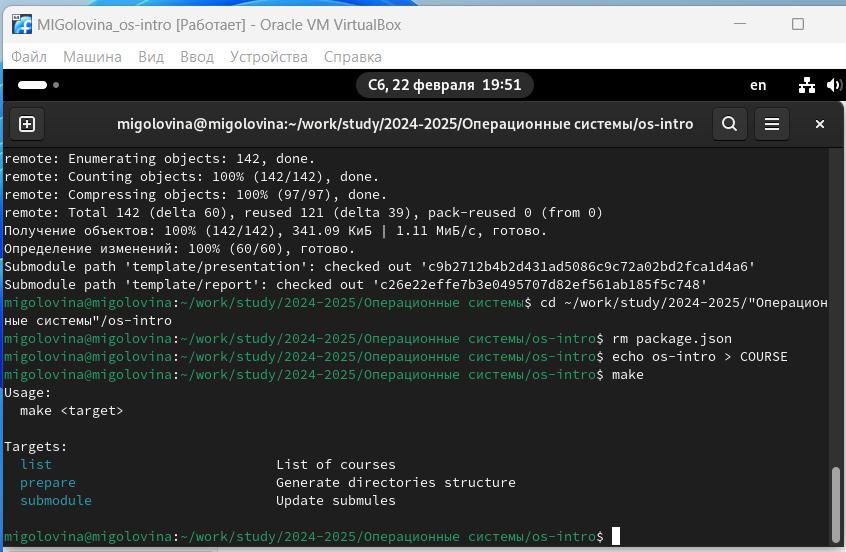 MIGolovina_os-intro [Работает] - Oracle VM VirtualBox
Файл Машина Вид Ввод Устройства Справка
Сб, 22 февраля 19:51
en
migolovina@migolovina:~/work/study/2024-2025/Операционные системы/os-intro
remote: Enumerating objects: 142, done.
remote: Counting objects: 100% (142/142), done.
remote: Compressing objects: 100% (97/97), done.
remote: Total 142 (delta 60), reused 121 (delta 39), pack-reused 0 (from 0)
Получение объектов: 100% (142/142), 341.09 КиБ | 1.11 МиБ/с, готово.
Определение изменений: 100% (60/60), готово.
Submodule path 'template/presentation': checked out 'c9b2712b4b2d431ad5086c9c72a02bd2fca1d4a6'
Submodule path 'template/report': checked out 'c26e22effe7b3e0495707d82ef561ab185f5c748'
migolovina@migolovina:~/work/study/2024-2025/Операционные системы$ cd ~/work/study/2024-2025/"Операцион
ные системы"/os-intro
migolovina@migolovina:~/work/study/2024-2025/Операционные системы/os-intro$ rm package.json
migolovina@migolovina:~/work/study/2024-2025/Операционные системы/os-intro$ echo os-intro > COURSE
migolovina@migolovina:~/work/study/2024-2025/Операционные системы/os-intro$ make
Usage:
make <target>
Targets:
list List of courses
prepare Generate directories structure
submodule Update submules
migolovina@migolovina:~/work/study/2024-2025/Операционные системы/os-intro$